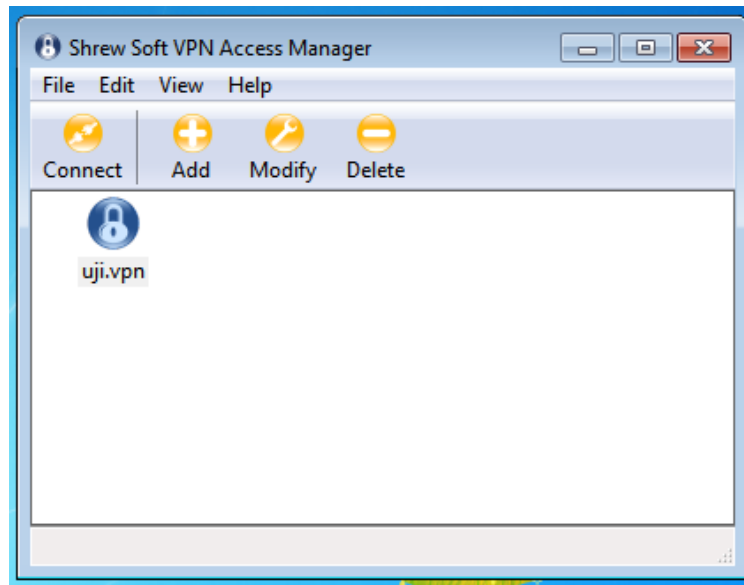 Shrew Soft VPN Access Manager
File Edit View Help
Connect Add Modify Delete
uji.vpn